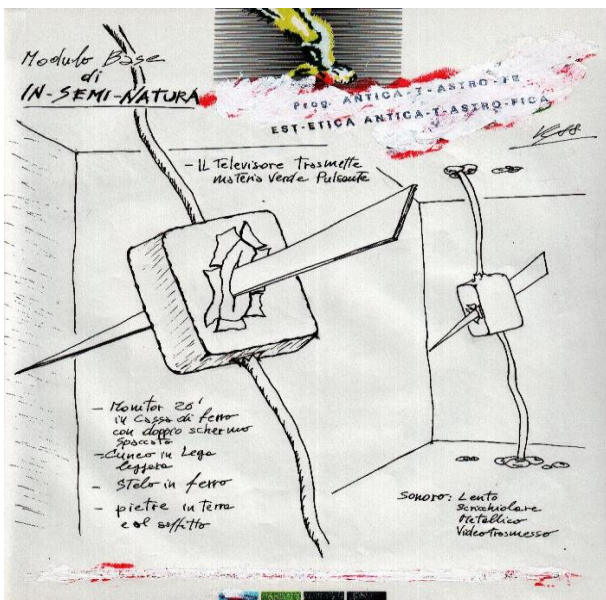 Modulo Base
di
IN-SEMI-NATURA
Prog. ANTICA-T-ASTRO-FE
EST-ETICA ANTICA-T-ASTRO-FICA
- IL Televisore Trasmette
materia Verde Pulsante
- Monitor 20'
in Cassa di ferro
con doppio schermo
spaccato
- Cuneo in Lega
leggera
- Stelo in ferro
- pietre in terra
e al soffitto
sonoro: Lento
scricchiolare
Metallico
Videotrasmesso